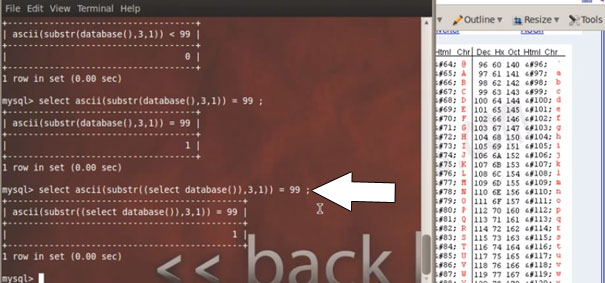 File Edit View Terminal Help
| ascii(substr(database(),3,1)) < 99 |
| 0 |
1 row in set (0.00 sec)
mysql> select ascii(substr(database(),3,1)) = 99 ;
| ascii(substr(database(),3,1)) = 99 |
| 1 |
1 row in set (0.00 sec)
mysql> select ascii(substr((select database()),3,1)) = 99 ;
| ascii(substr((select database()),3,1)) = 99 |
| 1 |
1 row in set (0.00 sec)
mysql>
<< back
Outline Resize Tools
Html Chr Dec Hx Oct Html Chr
&#64; @ 96 60 140 &#96; `
&#65; A 97 61 141 &#97; a
&#66; B 98 62 142 &#98; b
&#67; C 99 63 143 &#99; c
&#68; D 100 64 144 &#100; d
&#69; E 101 65 145 &#101; e
&#70; F 102 66 146 &#102; f
&#71; G 103 67 147 &#103; g
&#72; H 104 68 150 &#104; h
&#73; I 105 69 151 &#105; i
&#74; J 106 6A 152 &#106; j
&#75; K 107 6B 153 &#107; k
&#76; L 108 6C 154 &#108; l
&#77; M 109 6D 155 &#109; m
&#78; N 110 6E 156 &#110; n
&#79; O 111 6F 157 &#111; o
&#80; P 112 70 160 &#112; p
&#81; Q 113 71 161 &#113; q
&#82; R 114 72 162 &#114; r
&#83; S 115 73 163 &#115; s
&#84; T 116 74 164 &#116; t
&#85; U 117 75 165 &#117; u
&#86; V 118 76 166 &#118; v
&#87; W 119 77 167 &#119; w